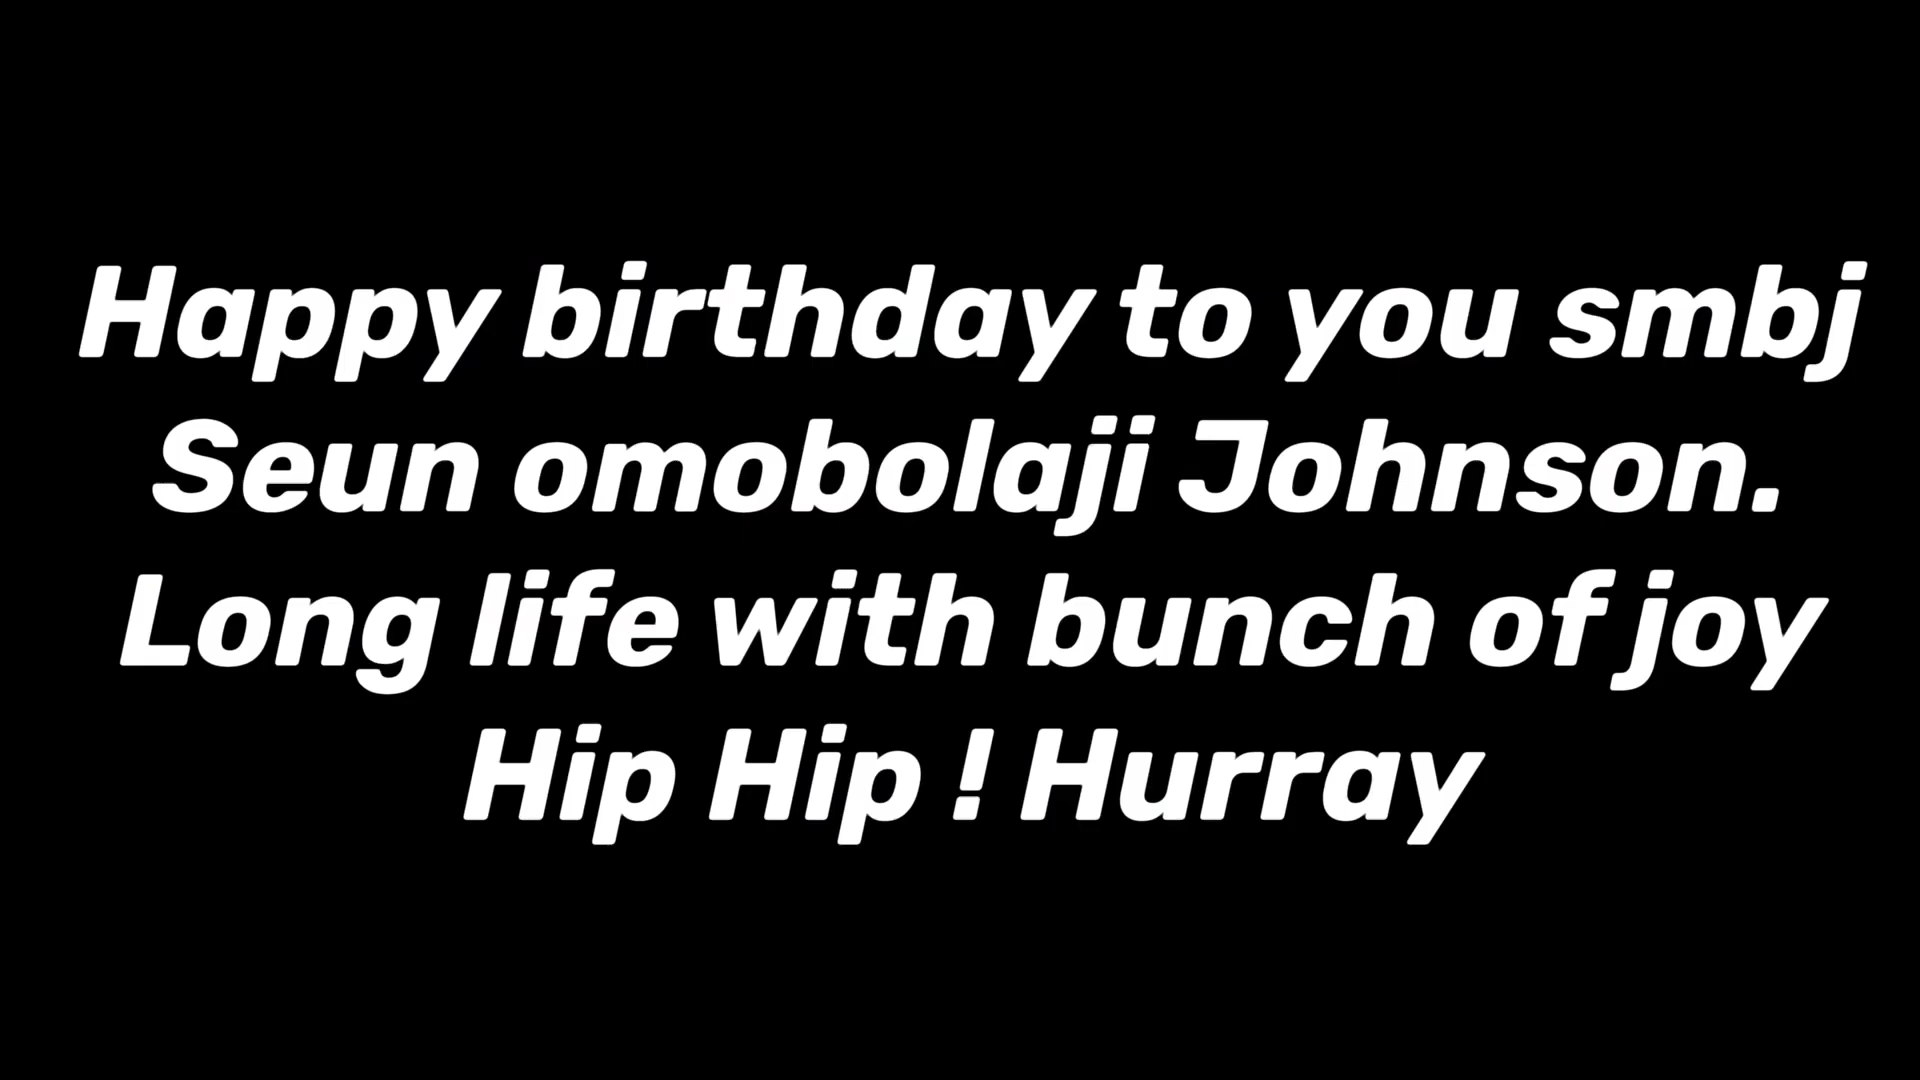 Happy birthday to you smbj
Seun omobolaji Johnson.
Long life with bunch of joy
Hip Hip ! Hurray